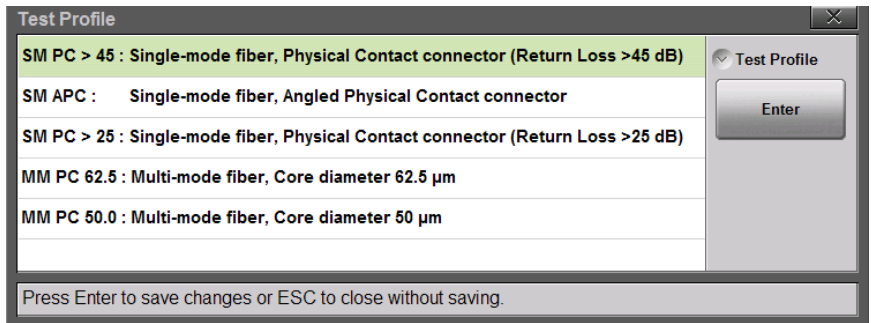 Test Profile
SM PC > 45 : Single-mode fiber, Physical Contact connector (Return Loss >45 dB)
Test Profile
SM APC : Single-mode fiber, Angled Physical Contact connector
Enter
SM PC > 25 : Single-mode fiber, Physical Contact connector (Return Loss >25 dB)
MM PC 62.5 : Multi-mode fiber, Core diameter 62.5 µm
MM PC 50.0 : Multi-mode fiber, Core diameter 50 µm
Press Enter to save changes or ESC to close without saving.